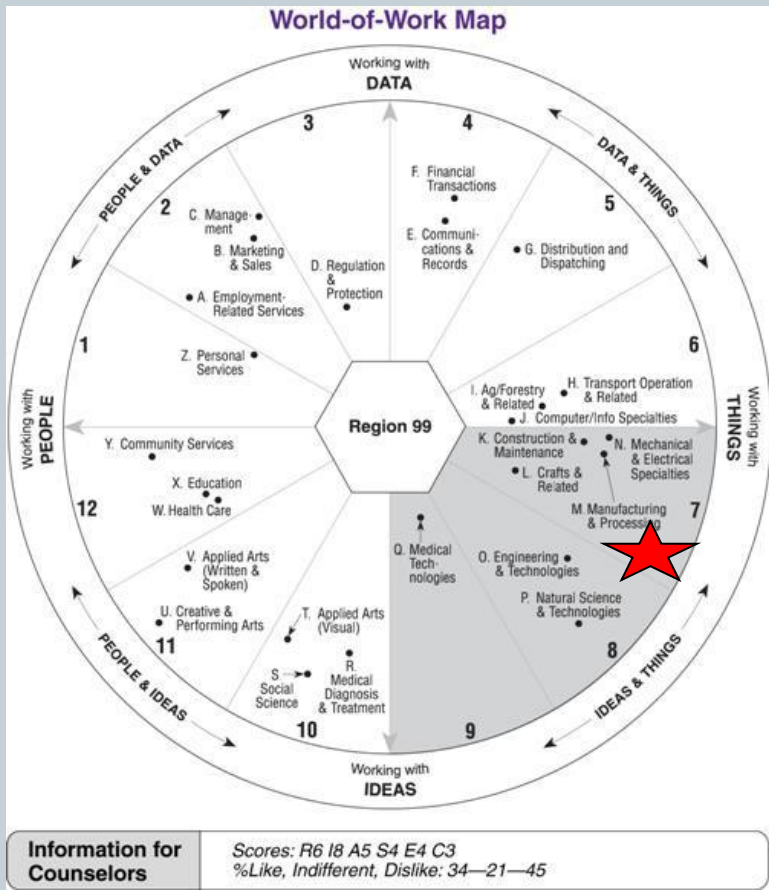 World-of-Work Map
Working with
DATA
PEOPLE & DATA
DATA & THINGS
3
4
2
5
F. Financial
Transactions
C. Manage-
ment
B. Marketing
& Sales
E. Communi-
cations &
Records
G. Distribution and
Dispatching
D. Regulation
&
Protection
A. Employment-
Related Services
1
6
Z. Personal
Services
H. Transport Operation
& Related
I. Ag/Forestry
& Related
J. Computer/Info Specialties
Working with
PEOPLE
Region 99
Working with
THINGS
K. Construction &
Maintenance
N. Mechanical
& Electrical
Specialties
Y. Community Services
L. Crafts &
Related
X. Education
W. Health Care
12
7
M. Manufacturing
& Processing
Q. Medical
Tech-
nologies
O. Engineering
& Technologies
V. Applied Arts
(Written &
Spoken)
P. Natural Science
& Technologies
U. Creative &
Performing Arts
T. Applied Arts
(Visual)
11
8
S.
Social
Science
R.
Medical
Diagnosis
& Treatment
10
9
PEOPLE & IDEAS
IDEAS & THINGS
Working with
IDEAS
Information for
Counselors
Scores: R6 I8 A5 S4 E4 C3
%Like, Indifferent, Dislike: 34—21—45